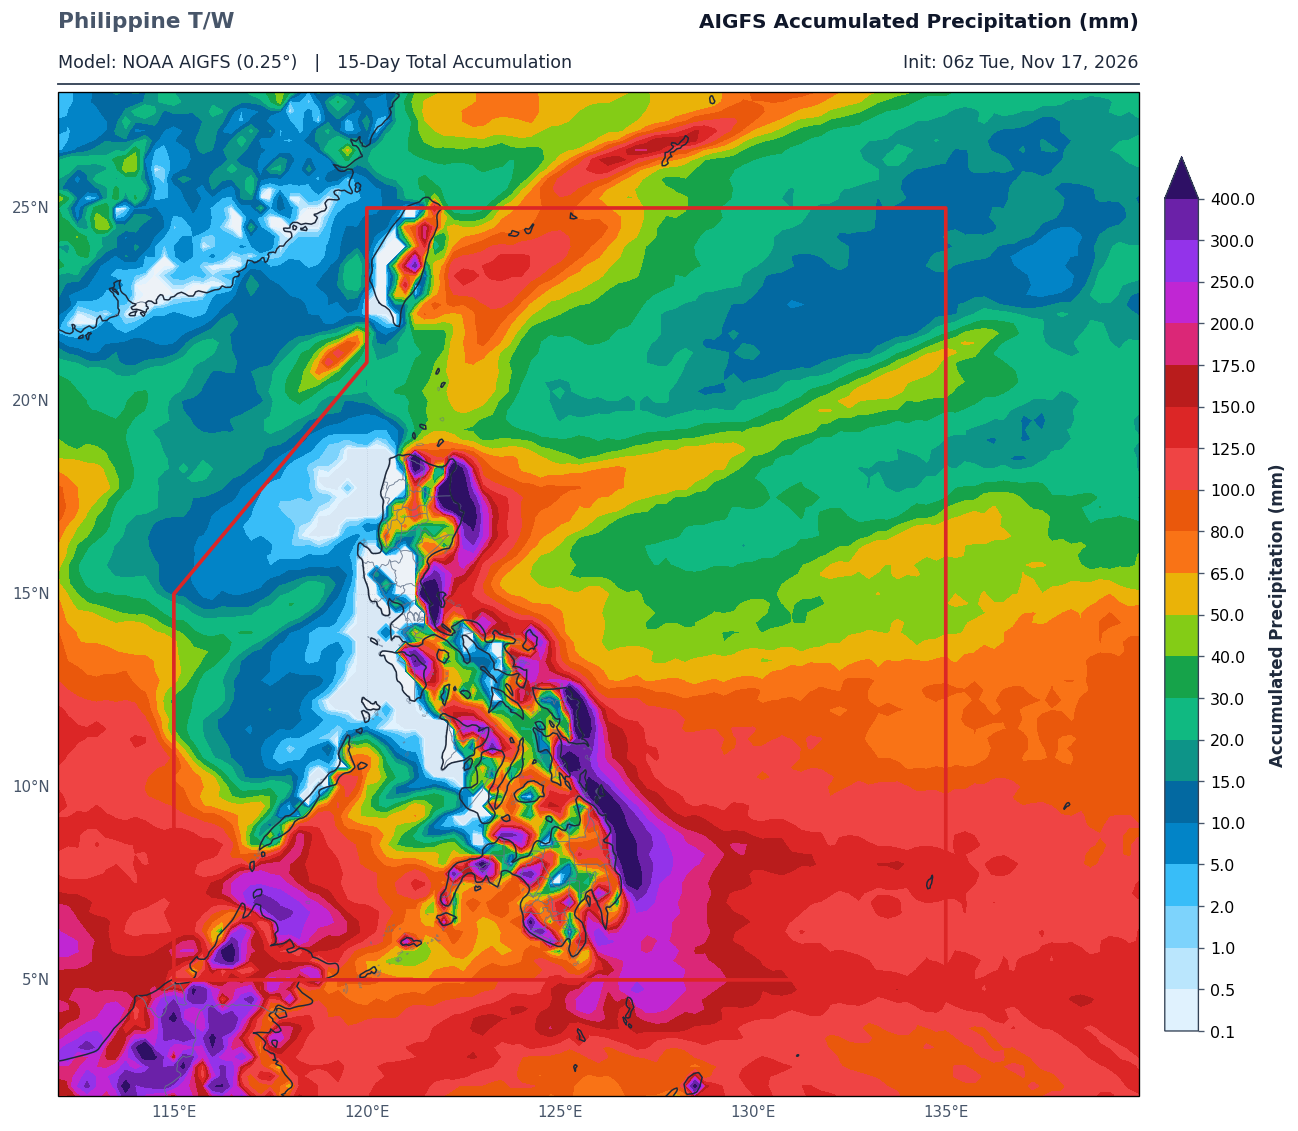 Philippine T/W
AIGFS Accumulated Precipitation (mm)
Model: NOAA AIGFS (0.25°)   |   15-Day Total Accumulation
Init: 06z Tue, Nov 17, 2026
25°N
20°N
15°N
10°N
5°N
115°E
120°E
125°E
130°E
135°E
400.0
300.0
250.0
200.0
175.0
150.0
125.0
100.0
80.0
65.0
50.0
40.0
30.0
20.0
15.0
10.0
5.0
2.0
1.0
0.5
0.1
Accumulated Precipitation (mm)